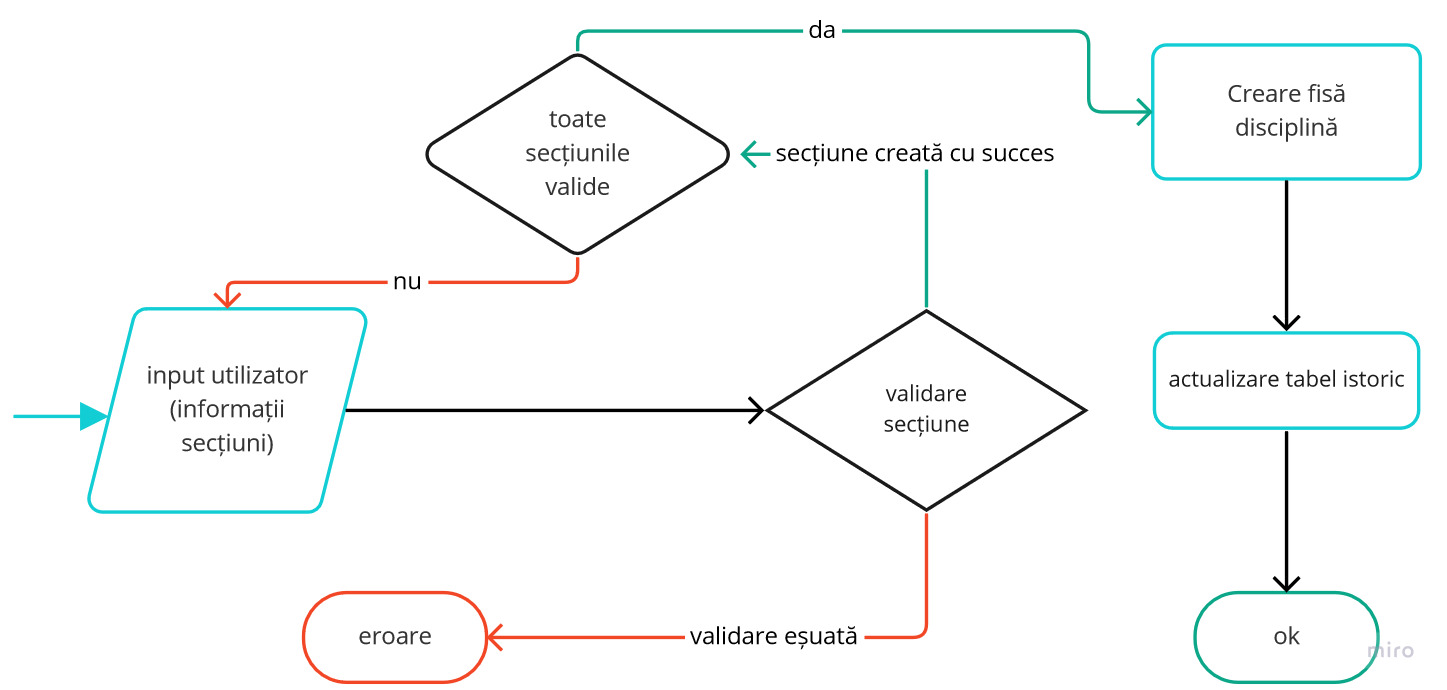 da
toate
secțiunile
valide
Creare fisă
disciplină
secțiune creată cu succes
nu
input utilizator
(informații
secțiuni)
validare
secțiune
actualizare tabel istoric
eroare
validare eșuată
ok
miro